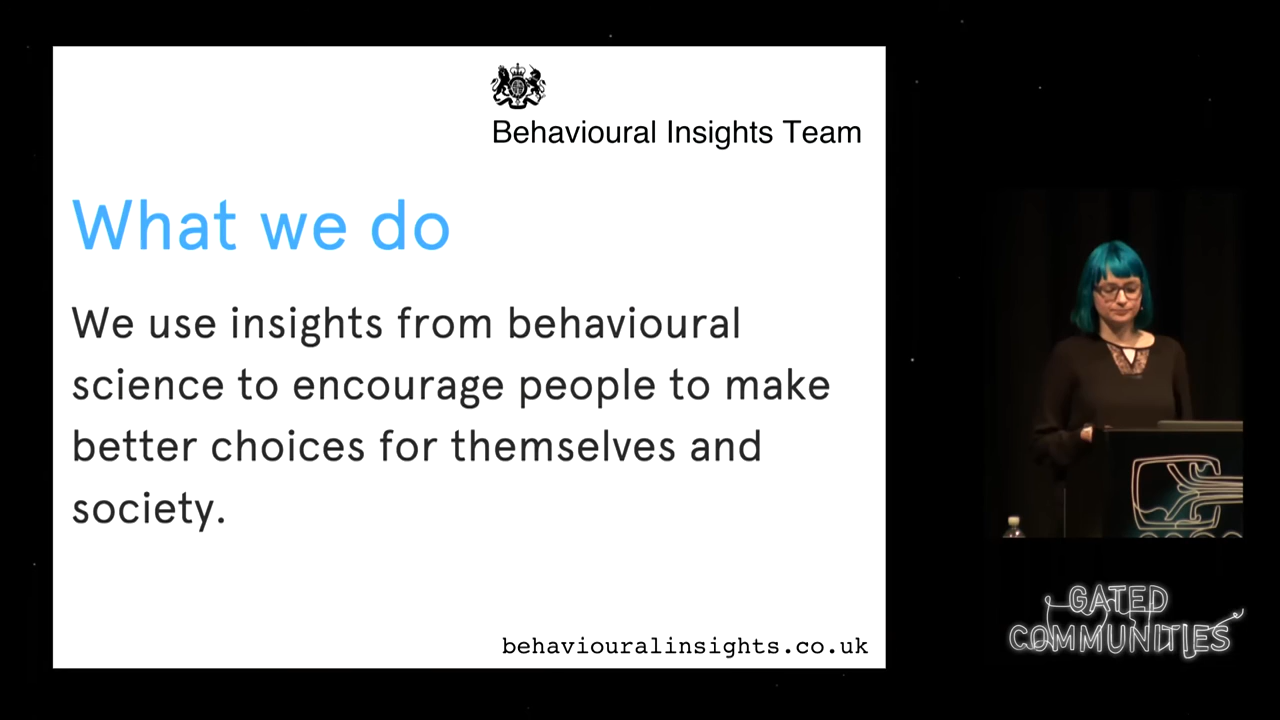 Behavioural Insights Team
What we do
We use insights from behavioural
science to encourage people to make
better choices for themselves and
society.
behaviouralinsights.co.uk
GATED
COMMUNITIES